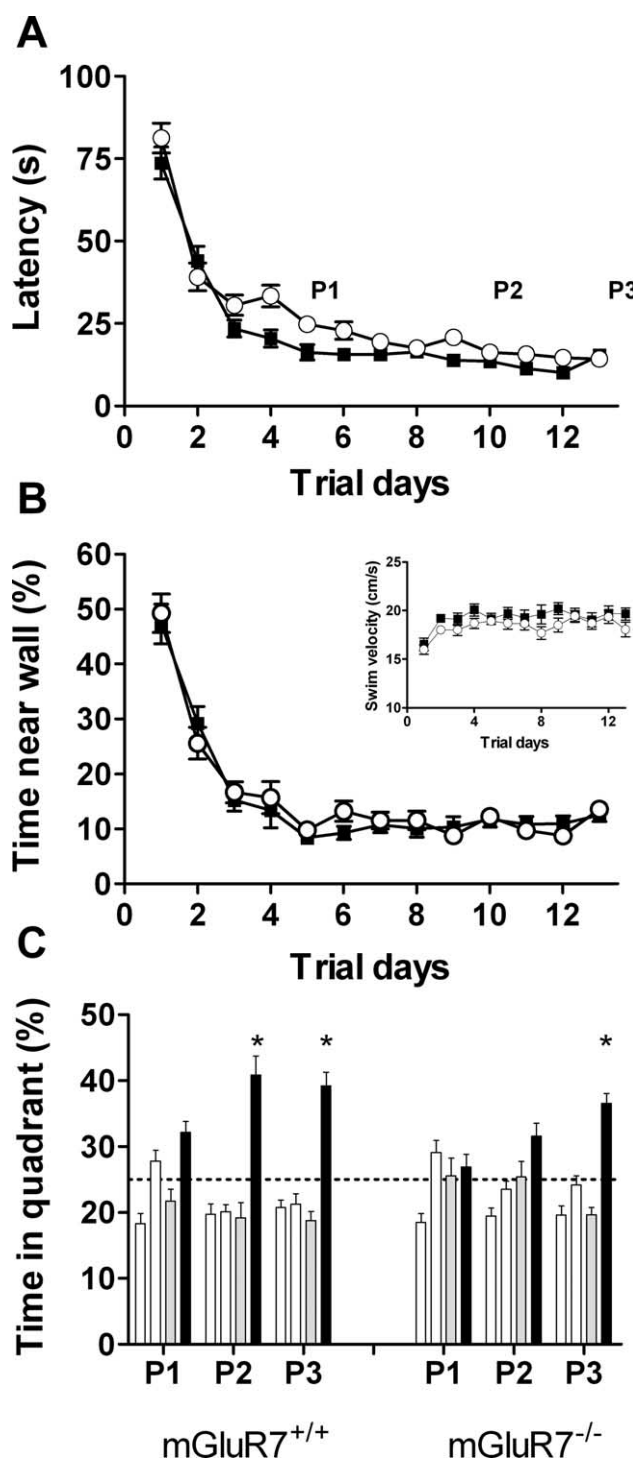 A
Latency (s)
100
75
50
25
0
P1 P2 P3
0 2 4 6 8 10 12
Trial days
B
Time near wall (%)
60
50
40
30
20
10
0
Swim velocity (cm/s)
25
20
15
10
0 4 8 12
Trial days
0 2 4 6 8 10 12
Trial days
C
Time in quadrant (%)
50
40
30
20
10
0
* * *
P1 P2 P3 P1 P2 P3
mGluR7+/+ mGluR7-/-